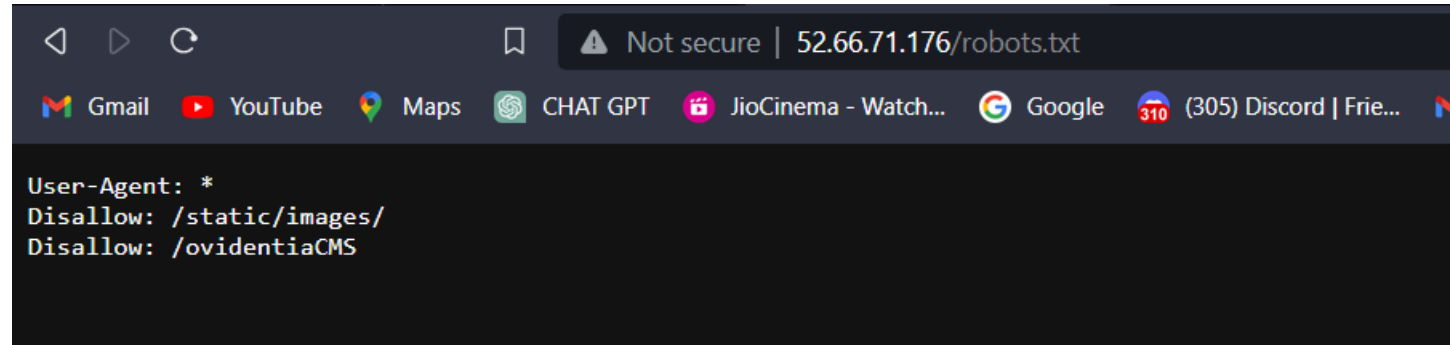 Not secure | 52.66.71.176/robots.txt
Gmail YouTube Maps CHAT GPT JioCinema - Watch... Google 310 (305) Discord | Frie...
User-Agent: *
Disallow: /static/images/
Disallow: /ovidentiaCMS